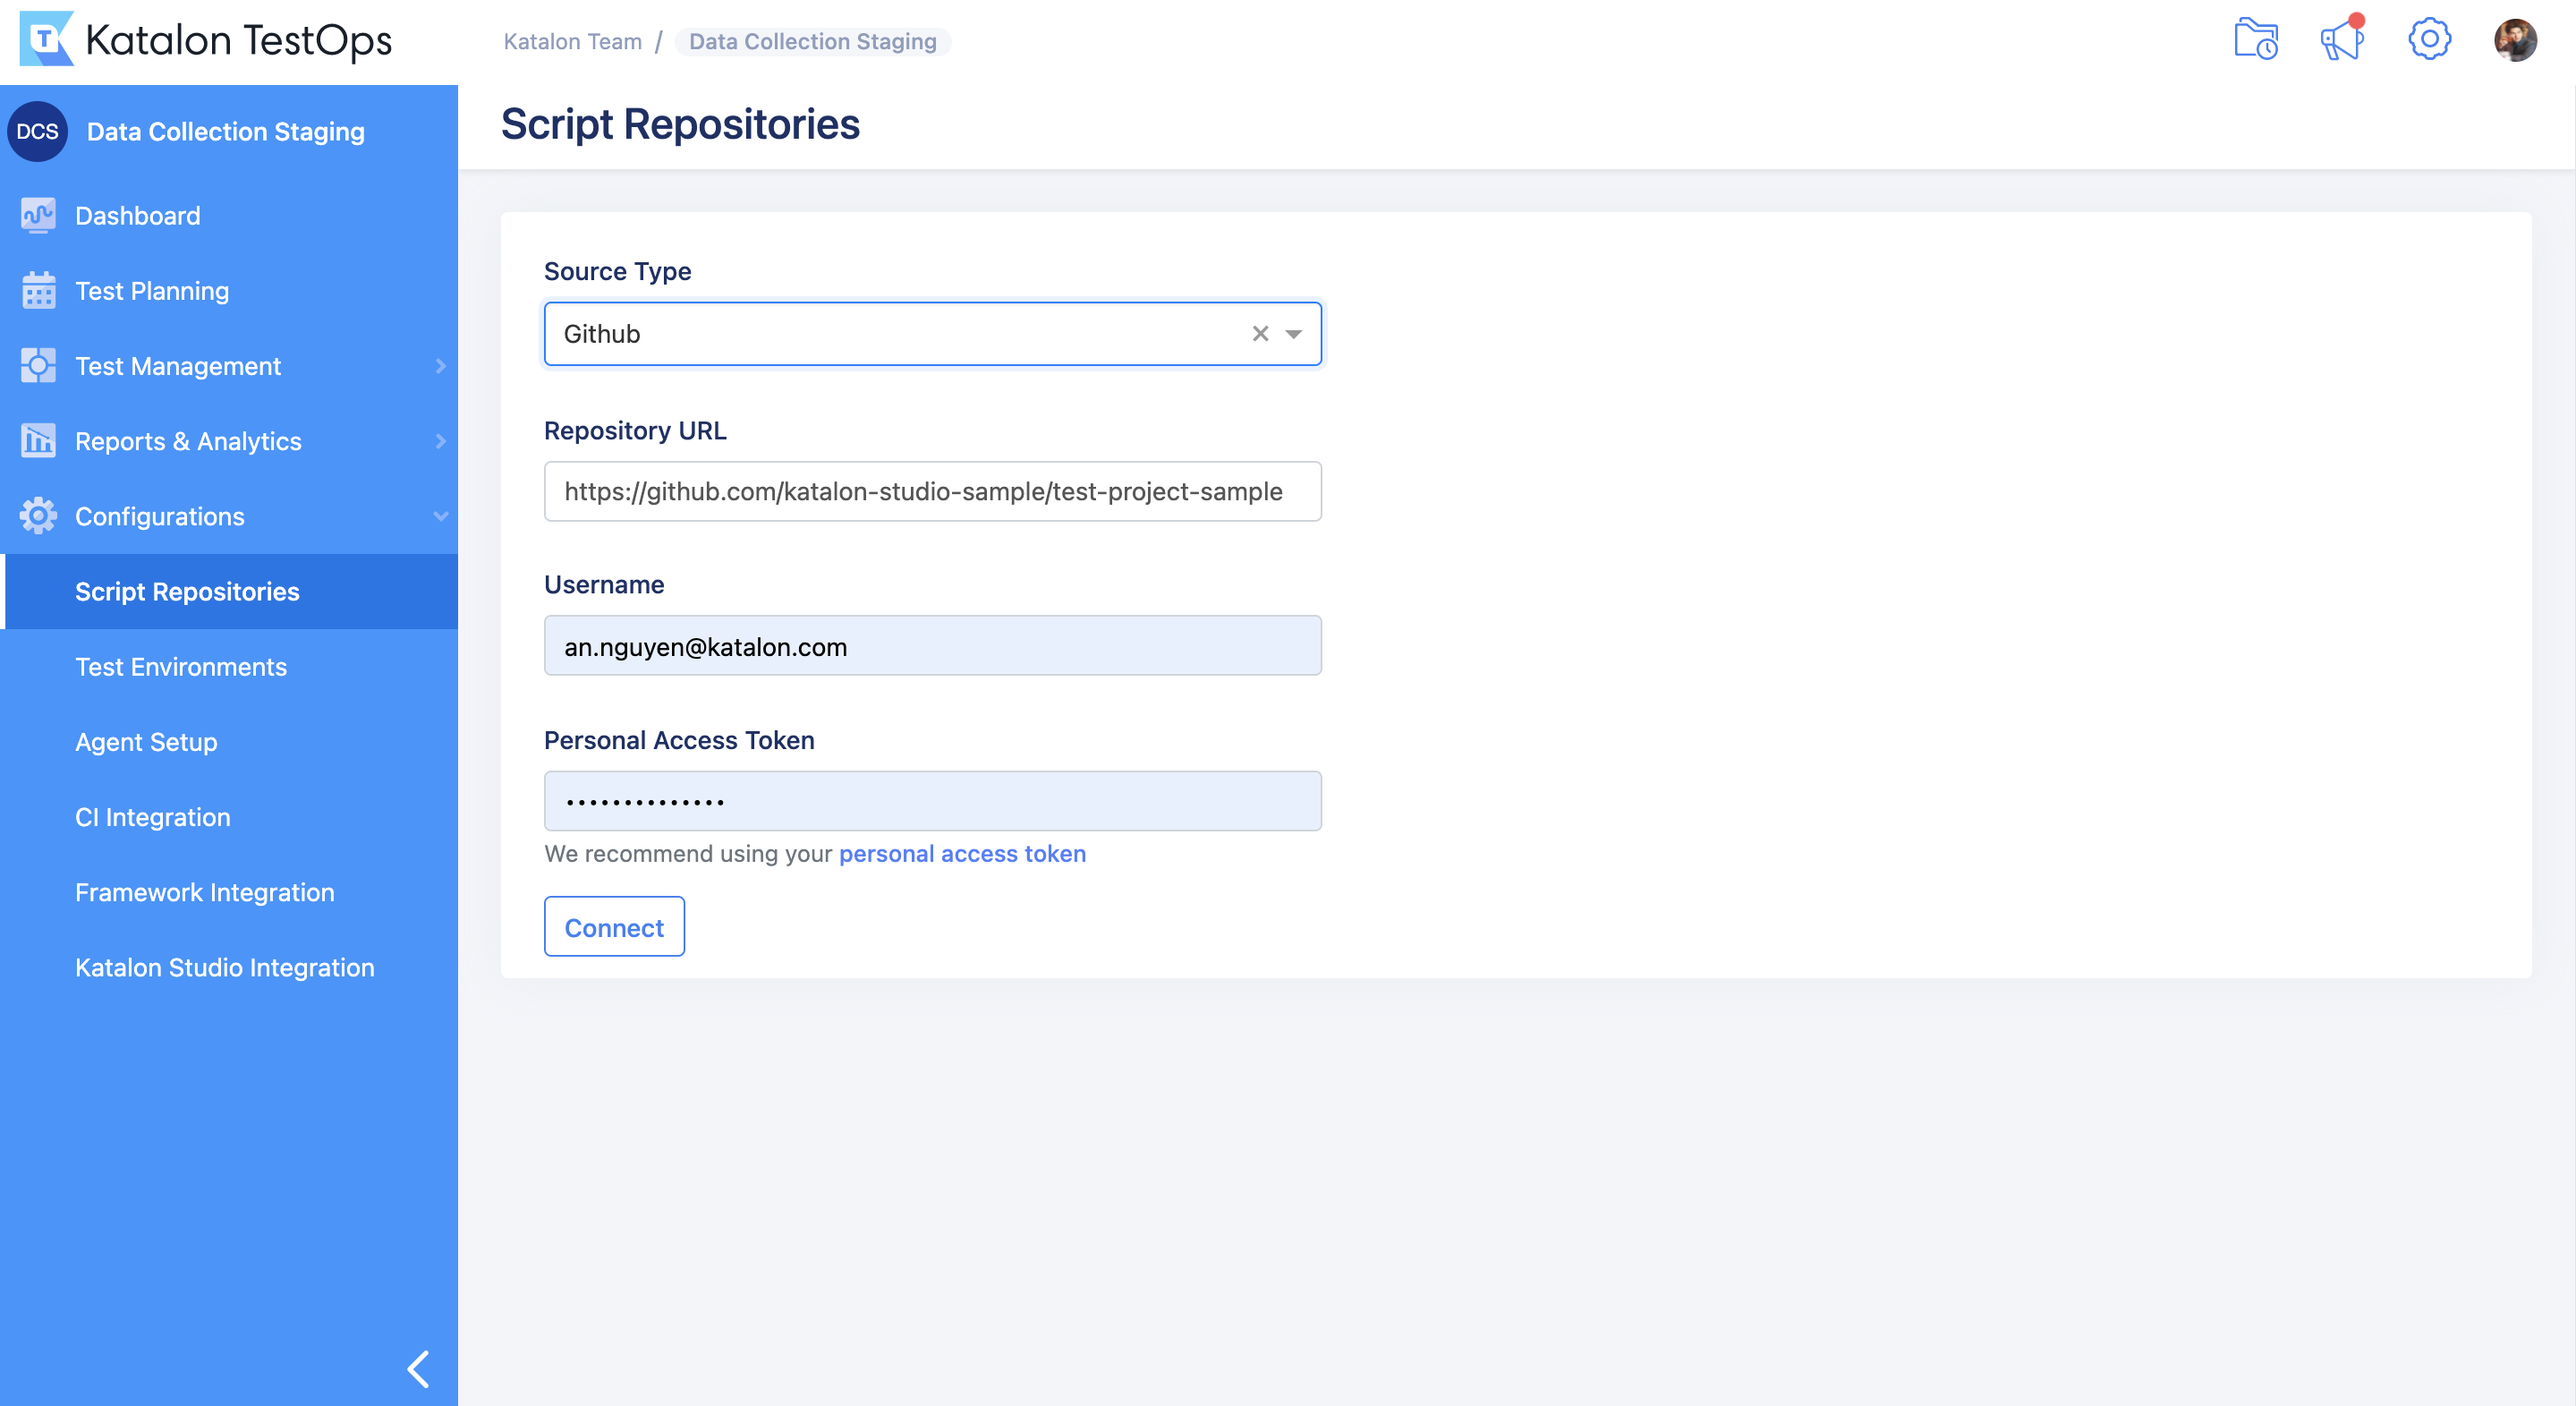 Katalon TestOps
Katalon Team / Data Collection Staging
DCS Data Collection Staging
Dashboard
Test Planning
Test Management
Reports & Analytics
Configurations
Script Repositories
Test Environments
Agent Setup
CI Integration
Framework Integration
Katalon Studio Integration
Script Repositories
Source Type
Github
Repository URL
https://github.com/katalon-studio-sample/test-project-sample
Username
an.nguyen@katalon.com
Personal Access Token
••••••••••••••
We recommend using your personal access token
Connect